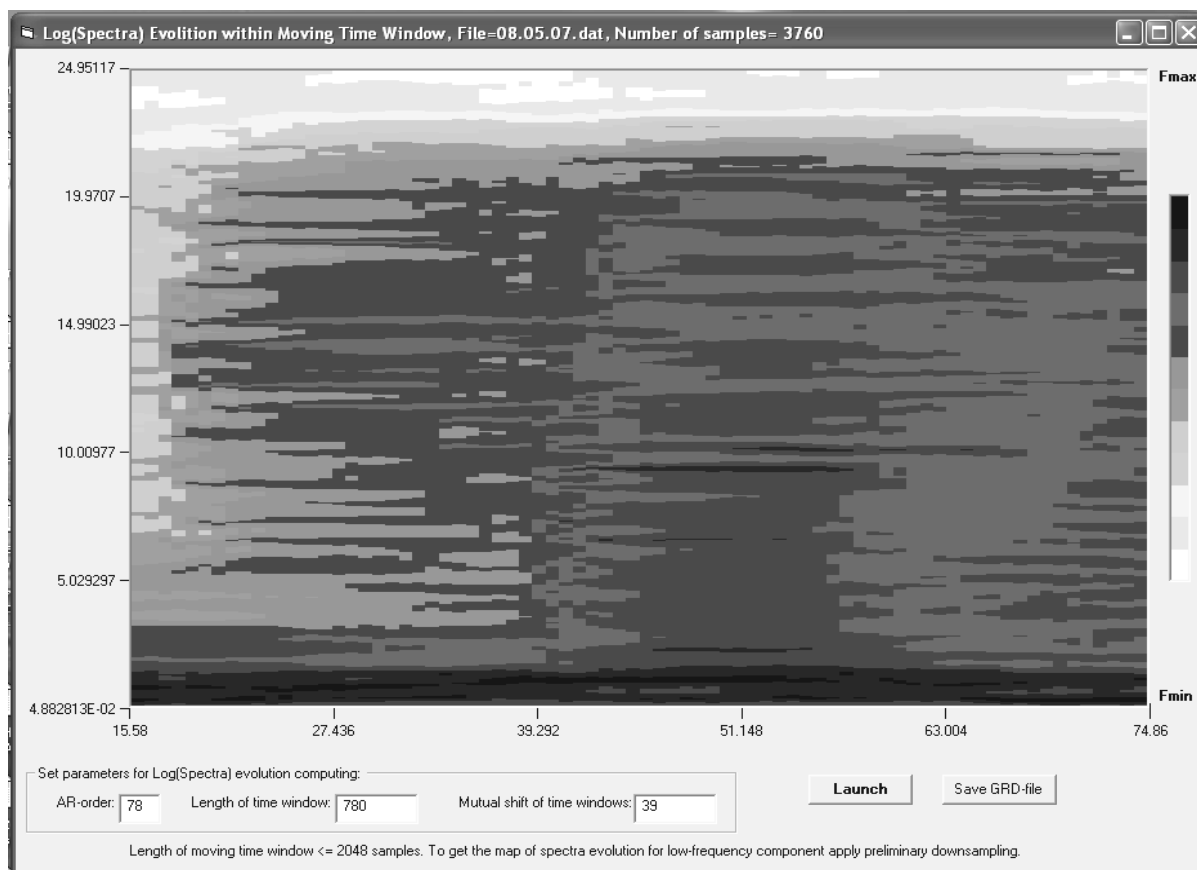 Log(Spectra) Evolition within Moving Time Window, File=08.05.07.dat, Number of samples= 3760
24.95117
Fmax
19.9707
14.99023
10.00977
5.029297
4.882813E-02
Fmin
15.58 27.436 39.292 51.148 63.004 74.86
Set parameters for Log(Spectra) evolution computing:
AR-order: 78 Length of time window: 780 Mutual shift of time windows: 39
Launch
Save GRD-file
Length of moving time window <= 2048 samples. To get the map of spectra evolution for low-frequency component apply preliminary downsampling.